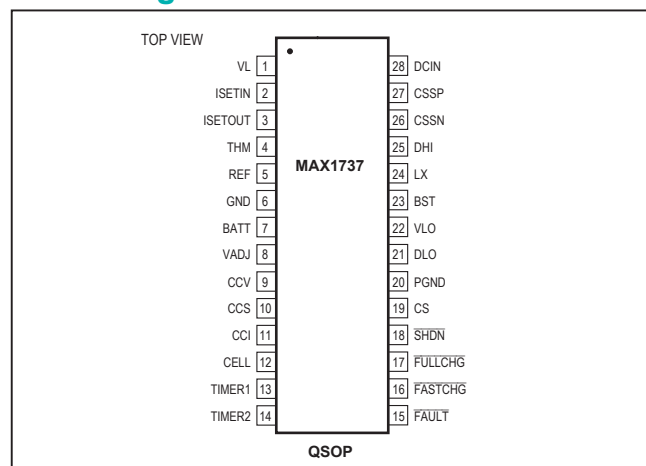 TOP VIEW
VL 1
ISETIN 2
ISETOUT 3
THM 4
REF 5
GND 6
BATT 7
VADJ 8
CCV 9
CCS 10
CCI 11
CELL 12
TIMER1 13
TIMER2 14
MAX1737
28 DCIN
27 CSSP
26 CSSN
25 DHI
24 LX
23 BST
22 VLO
21 DLO
20 PGND
19 CS
18 SHDN
17 FULLCHG
16 FASTCHG
15 FAULT
QSOP